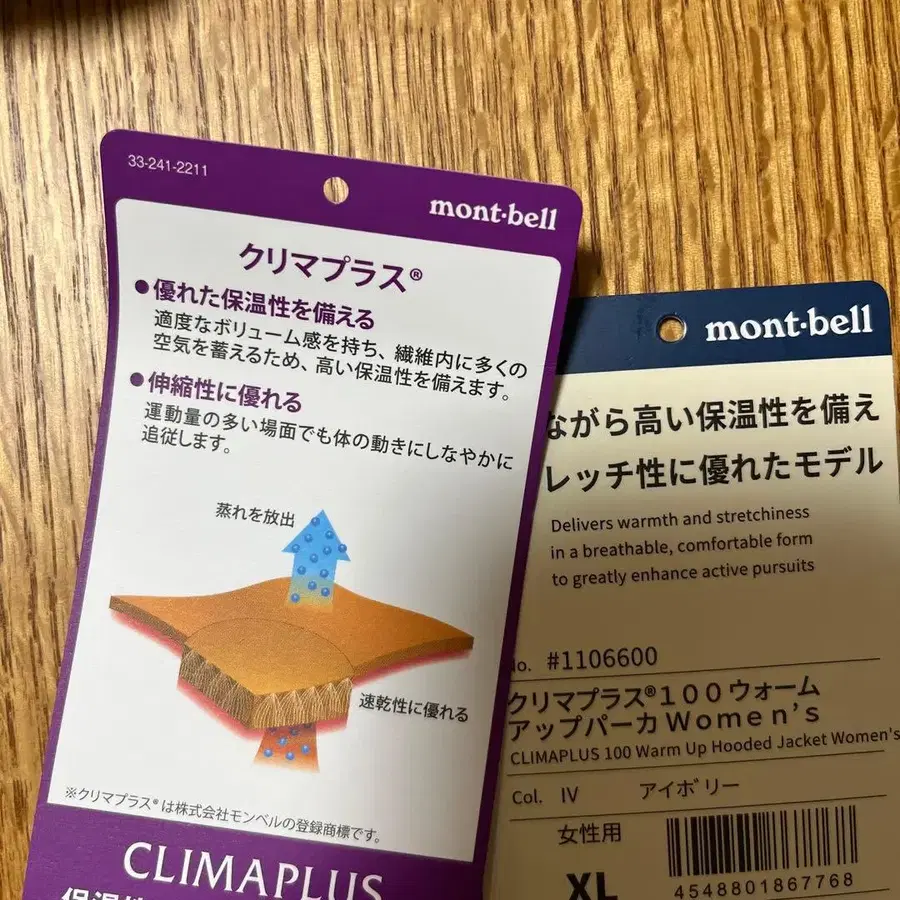 33-241-2211
mont·bell
クリマプラス®
●優れた保温性を備える
適度なボリューム感を持ち、繊維内に多くの
空気を蓄えるため、高い保温性を備えます。
●伸縮性に優れる
運動量の多い場面でも体の動きにしなやかに
追従します。
蒸れを放出
速乾性に優れる
※クリマプラス®は株式会社モンベルの登録商標です。
CLIMAPLUS
mont·bell
ながら高い保温性を備え
レッチ性に優れたモデル
Delivers warmth and stretchiness
in a breathable, comfortable form
to greatly enhance active pursuits
No. #1106600
クリマプラス®100ウォーム
アップパーカWomen's
CLIMAPLUS 100 Warm Up Hooded Jacket Women's
Col. IV アイボリー
女性用
XL
4548801867768